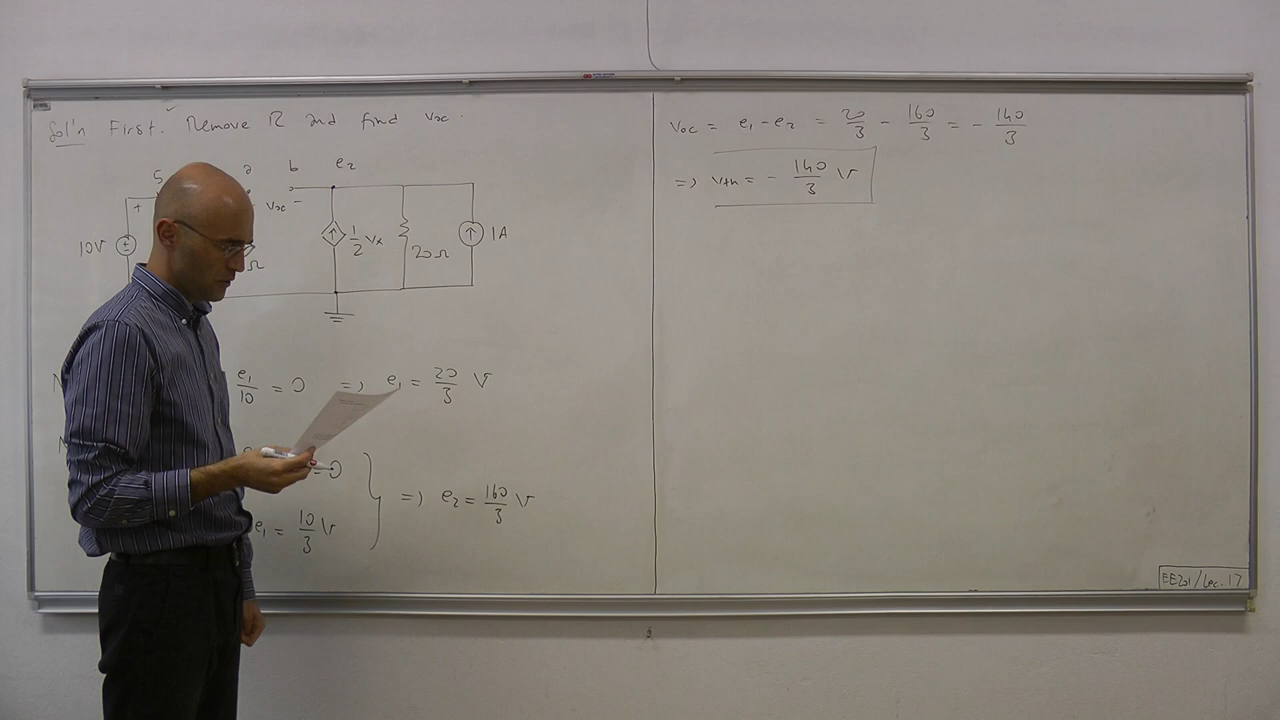 Sol'n First. Remove R and find voc.
5
a b e2
+ voc -
10V + - Ω 1/2 vx 20Ω 1A
N e1/10 = 0 => e1 = 20/3 V
N = 0
e1 = 10/3 V } => e2 = 160/3 V
voc = e1 - e2 = 20/3 - 160/3 = - 140/3
=> vth = - 140/3 V
EE201/Lec. 17